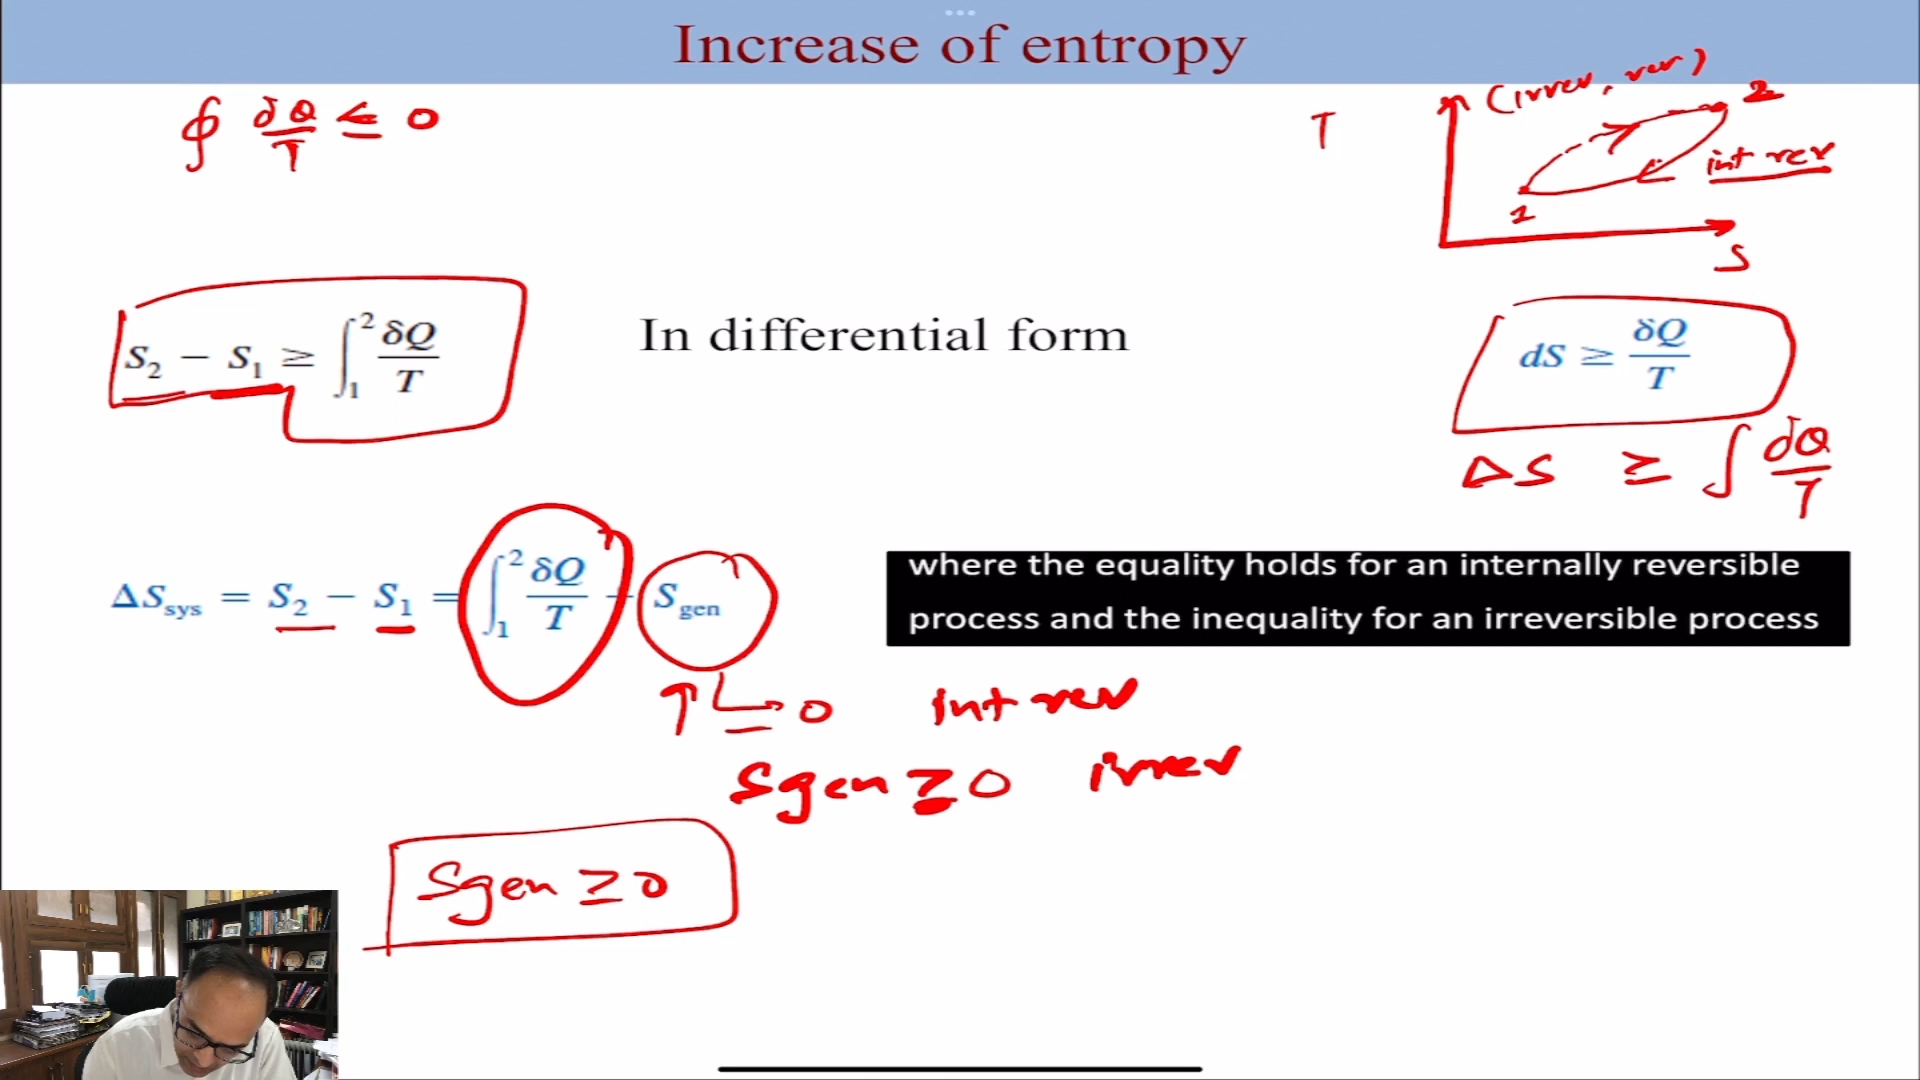 Increase of entropy
∮ δQ/T ≤ 0
T
(irrev, rev)
2
int rev
1
S
S₂ − S₁ ≥ ∫₁² δQ/T
In differential form
dS ≥ δQ/T
ΔS ≥ ∫ δQ/T
ΔSsys = S₂ − S₁ = ∫₁² δQ/T + Sgen
where the equality holds for an internally reversible
process and the inequality for an irreversible process
↑ → 0 int rev
Sgen ≥ 0 irrev
Sgen ≥ 0